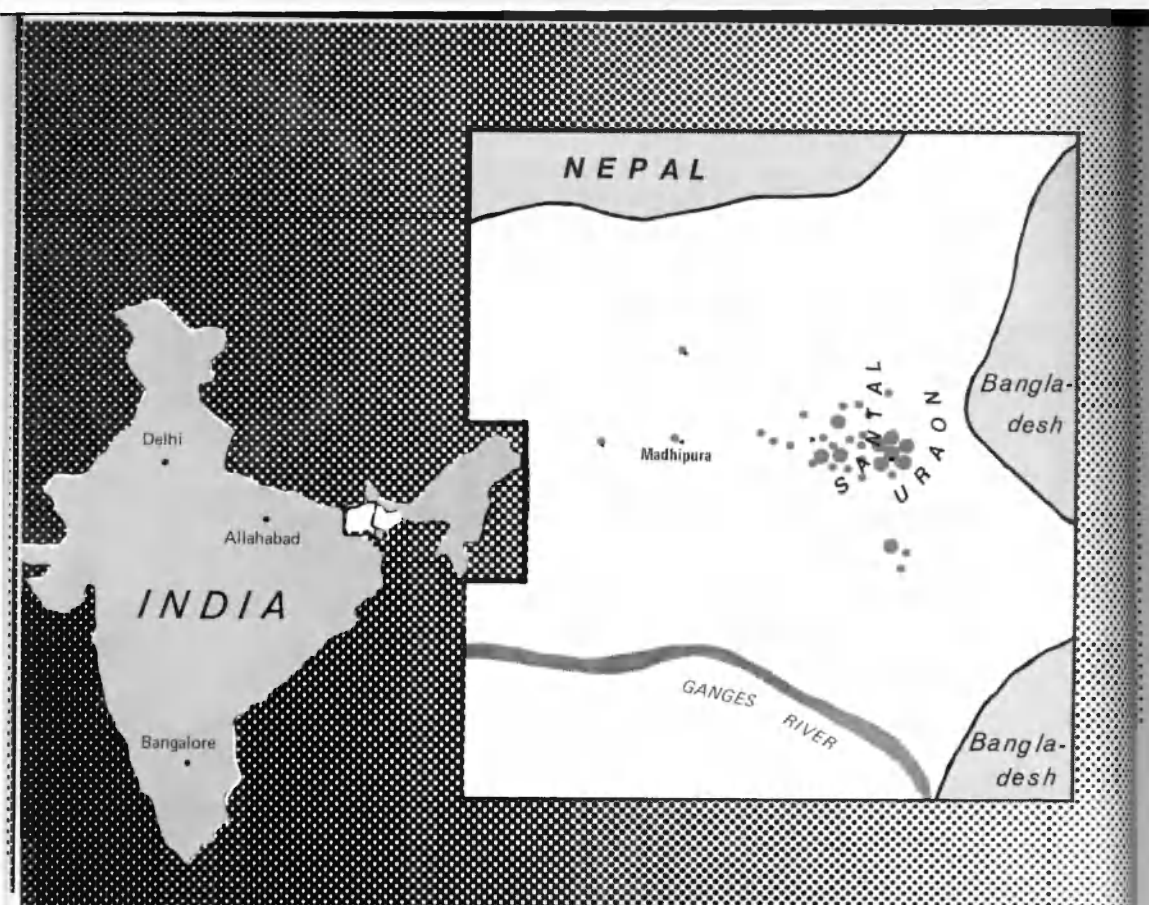 NEPAL
SANTAL
URAON
Bangla-
desh
Madhipura
Delhi
Allahabad
INDIA
Bangalore
GANGES RIVER
Bangla-
desh